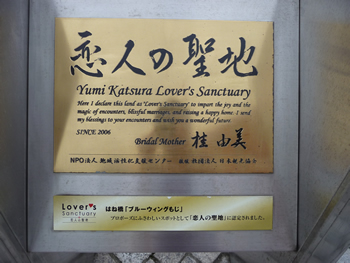 恋人の聖地
Yumi Katsura Lover's Sanctuary
Here I declare this land as 'Lover's Sanctuary' to impart the joy and the
magic of encounters, blissful marriages, and raising a happy home. I send
my blessings to your encounters and wish you a wonderful future.
SINCE 2006
Bridal Mother 桂 由美
NPO法人 地域活性化支援センター
Lover's
Sanctuary
恋人の聖地
はね橋「ブルーウィングもじ」
プロポーズにふさわしいスポットとして「恋人の聖地」に認定されました。